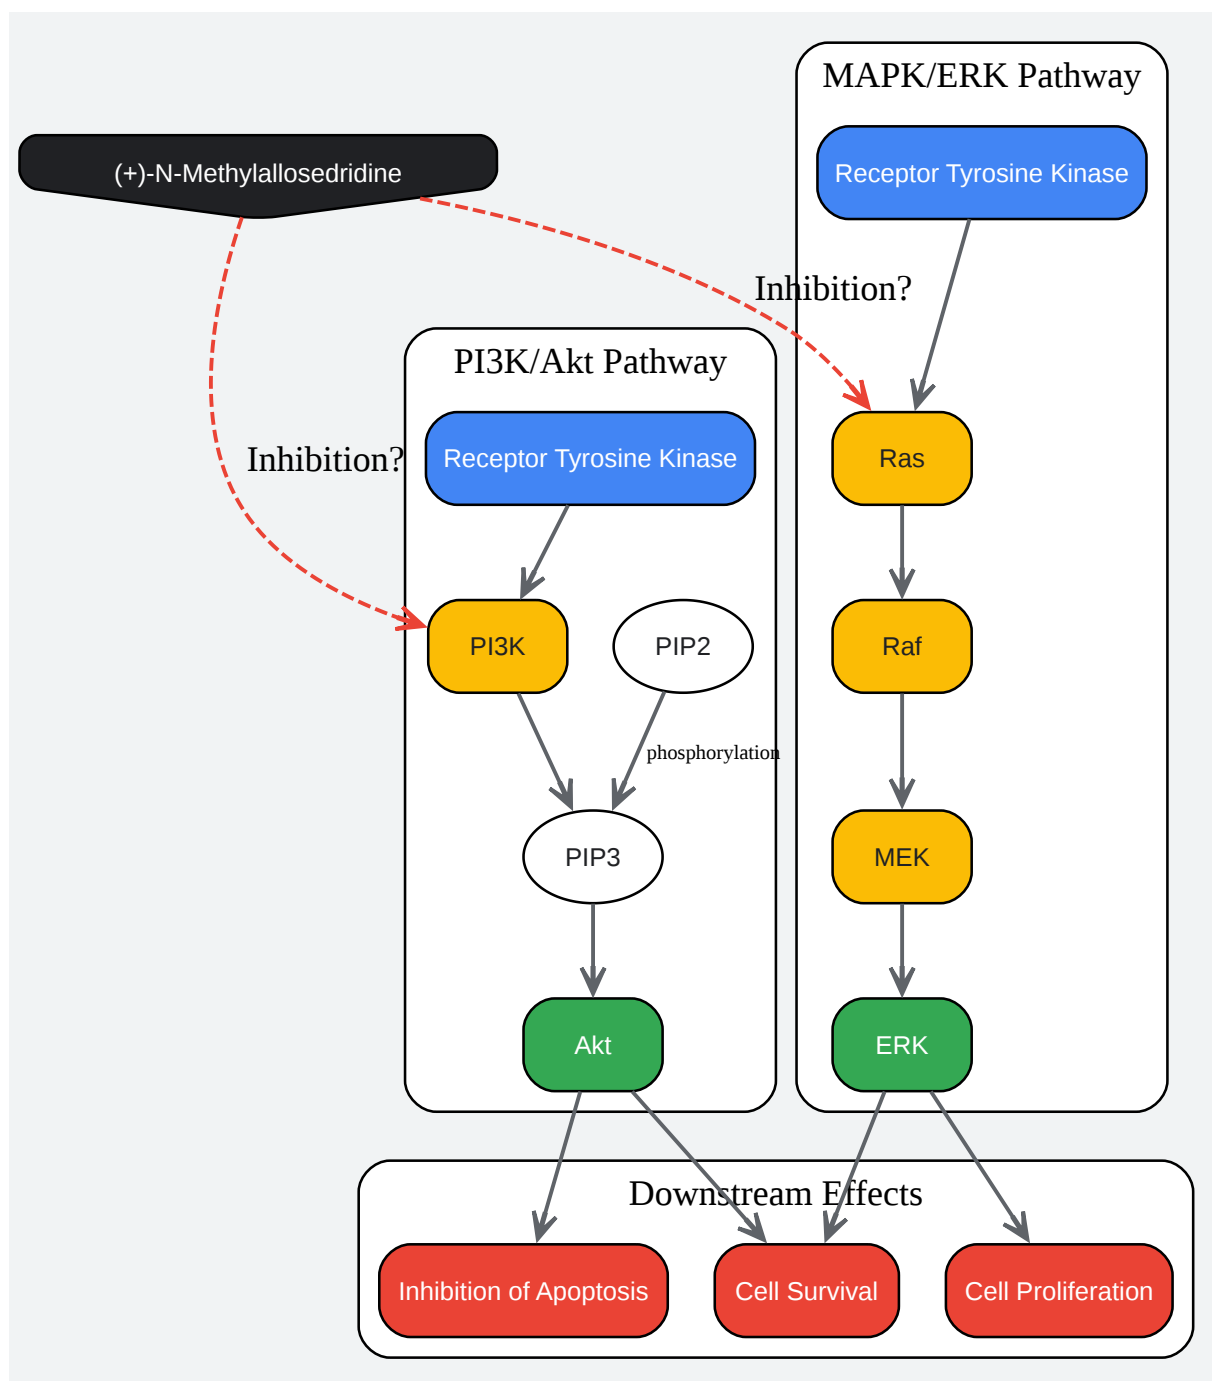 MAPK/ERK Pathway
(+)-N-Methylallosedridine
Receptor Tyrosine Kinase
Inhibition?
PI3K/Akt Pathway
Inhibition?
Receptor Tyrosine Kinase
Ras
PI3K
PIP2
Raf
phosphorylation
PIP3
MEK
Akt
ERK
Downstream Effects
Inhibition of Apoptosis
Cell Survival
Cell Proliferation